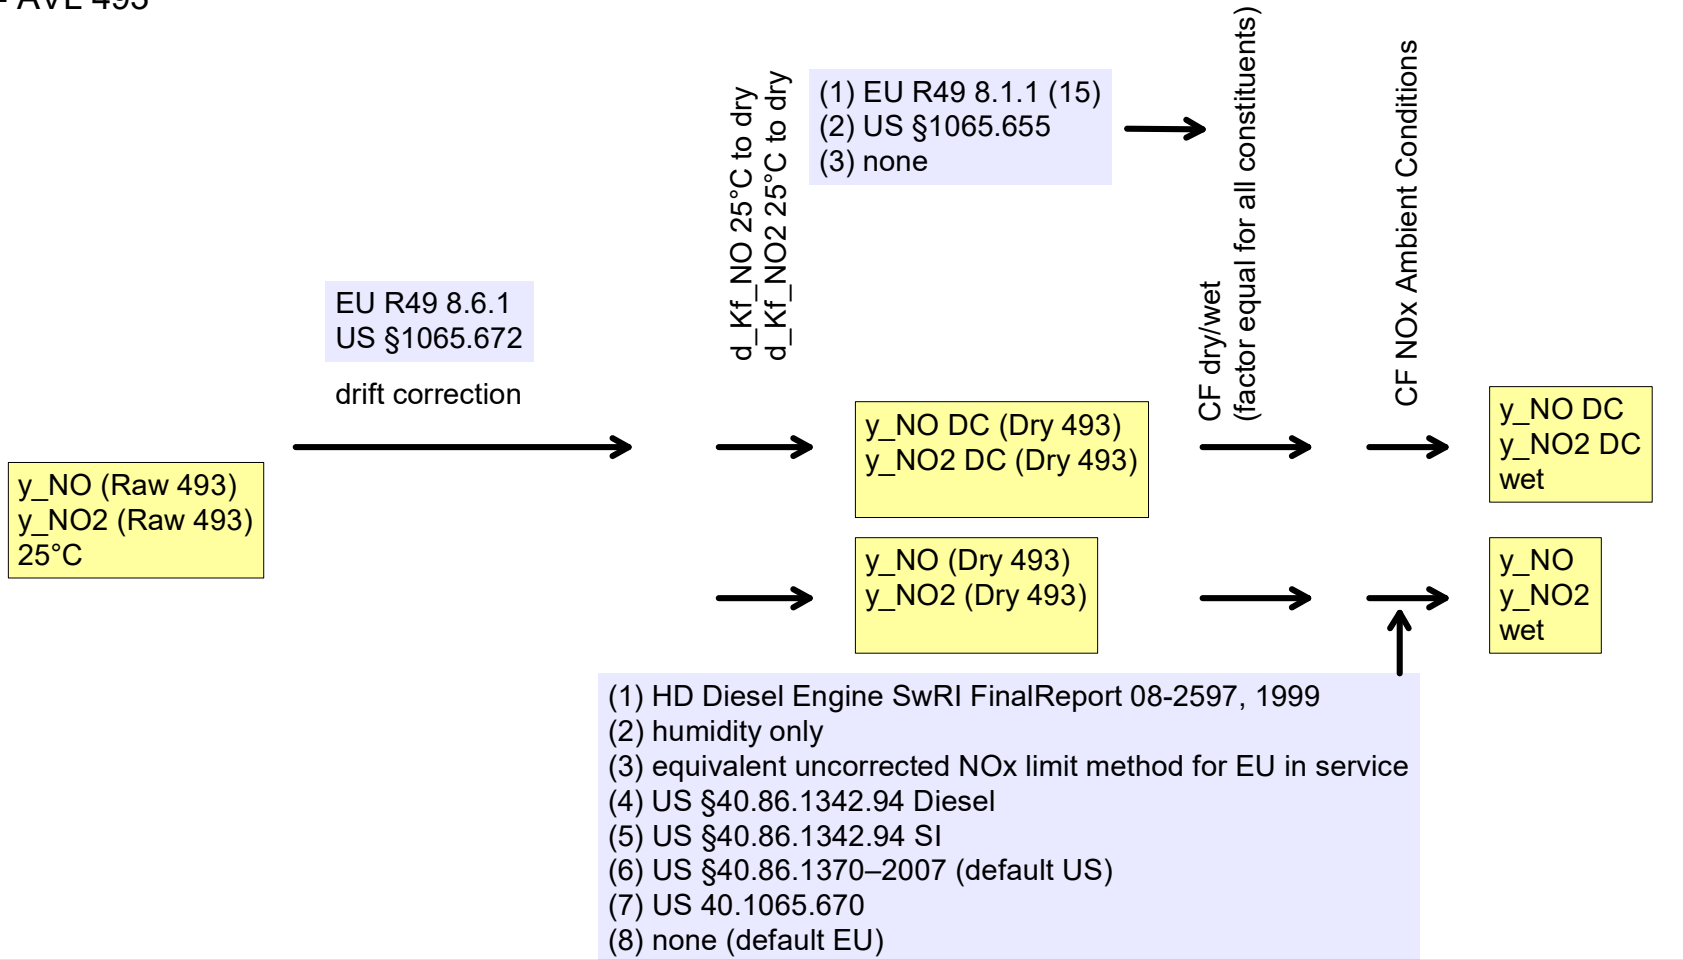 - AVL 493
d_Kf_NO 25°C to dry
d_Kf_NO2 25°C to dry
(1) EU R49 8.1.1 (15)
(2) US §1065.655
(3) none
CF dry/wet
(factor equal for all constituents)
CF NOx Ambient Conditions
EU R49 8.6.1
US §1065.672
drift correction
y_NO (Raw 493)
y_NO2 (Raw 493)
25°C
y_NO DC (Dry 493)
y_NO2 DC (Dry 493)
y_NO DC
y_NO2 DC
wet
y_NO (Dry 493)
y_NO2 (Dry 493)
y_NO
y_NO2
wet
(1) HD Diesel Engine SwRI FinalReport 08-2597, 1999
(2) humidity only
(3) equivalent uncorrected NOx limit method for EU in service
(4) US §40.86.1342.94 Diesel
(5) US §40.86.1342.94 SI
(6) US §40.86.1370–2007 (default US)
(7) US 40.1065.670
(8) none (default EU)